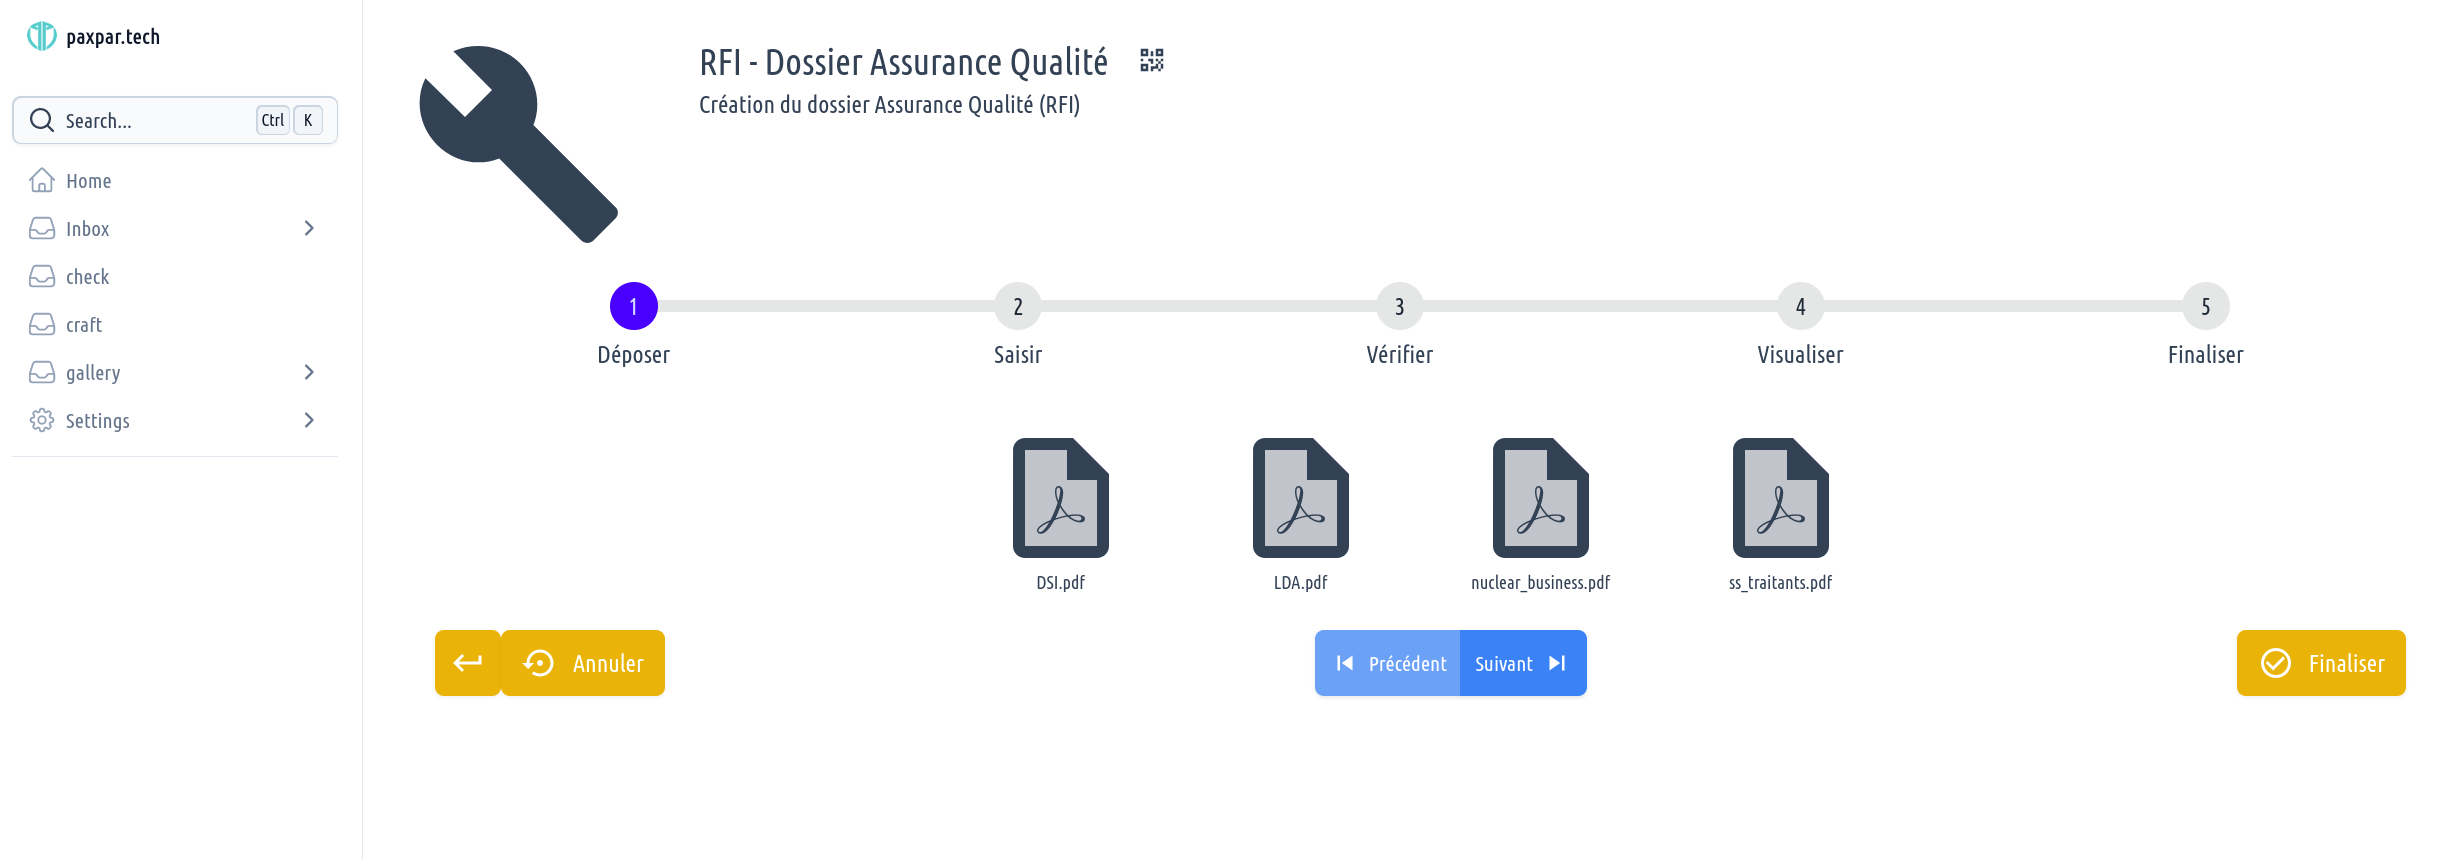 paxpar.tech
Search...
Ctrl K
Home
Inbox
check
craft
gallery
Settings
RFI - Dossier Assurance Qualité
Création du dossier Assurance Qualité (RFI)
1 2 3 4 5
Déposer Saisir Vérifier Visualiser Finaliser
DSI.pdf LDA.pdf nuclear_business.pdf ss_traitants.pdf
Annuler Précédent Suivant Finaliser